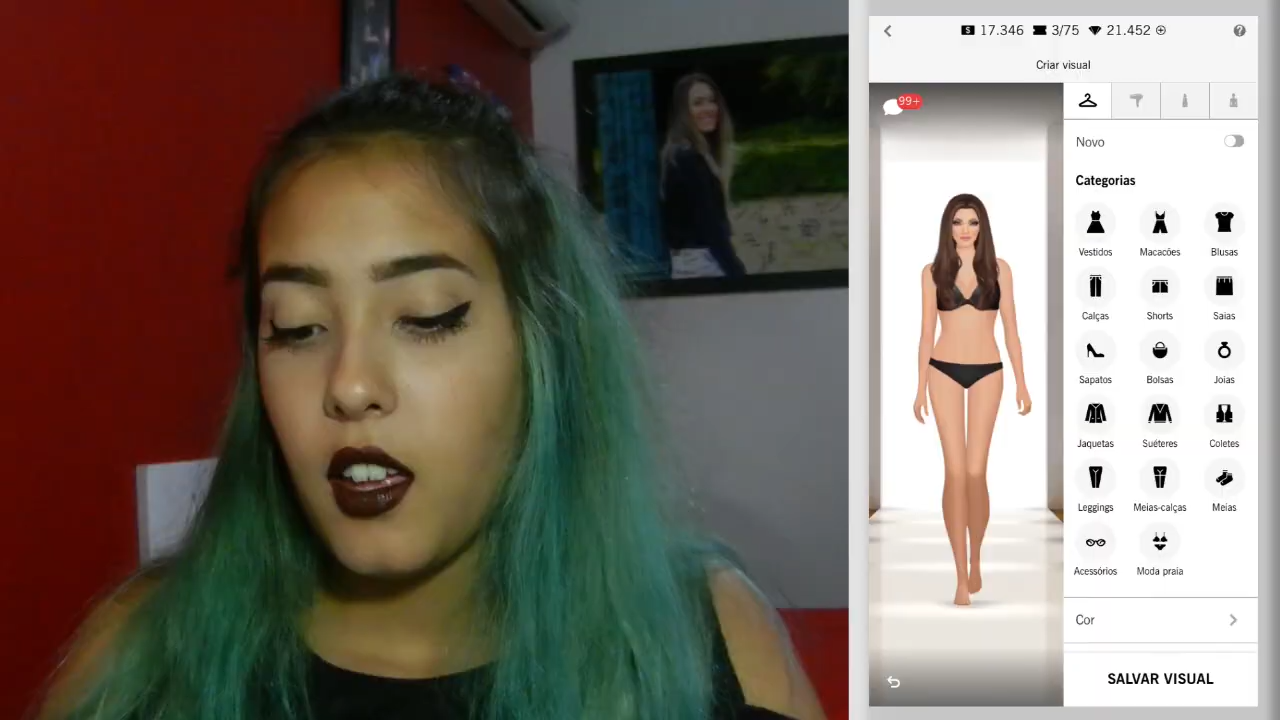 17.346 3/75 21.452
Criar visual
99+
Novo
Categorias
Vestidos Macacões Blusas
Calças Shorts Saias
Sapatos Bolsas Joias
Jaquetas Suéteres Coletes
Leggings Meias-calças Meias
Acessórios Moda praia
Cor
SALVAR VISUAL